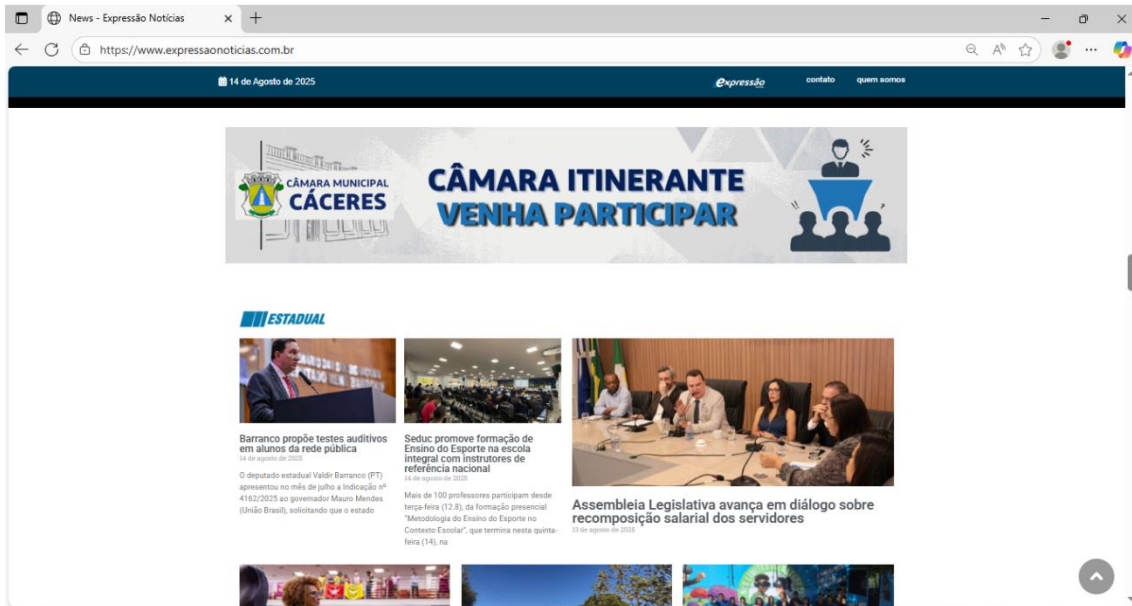 News - Expressão Notícias
https://www.expressaonoticias.com.br
14 de Agosto de 2025
expressão
contato
quem somos
CÂMARA MUNICIPAL
CÁCERES
CÂMARA ITINERANTE
VENHA PARTICIPAR
ESTADUAL
Barranco propõe testes auditivos
em alunos da rede pública
14 de agosto de 2025
O deputado estadual Valdir Barranco (PT)
apresentou no mês de julho a Indicação nº
4162/2025 ao governador Mauro Mendes
(União Brasil), solicitando que o estado
Seduc promove formação de
Ensino do Esporte na escola
integral com instrutores de
referência nacional
14 de agosto de 2025
Mais de 100 professores participam desde
terça-feira (12.8), da formação presencial
"Metodologia do Ensino do Esporte no
Contexto Escolar", que termina nesta quinta-
feira (14), na
Assembleia Legislativa avança em diálogo sobre
recomposição salarial dos servidores
13 de agosto de 2025